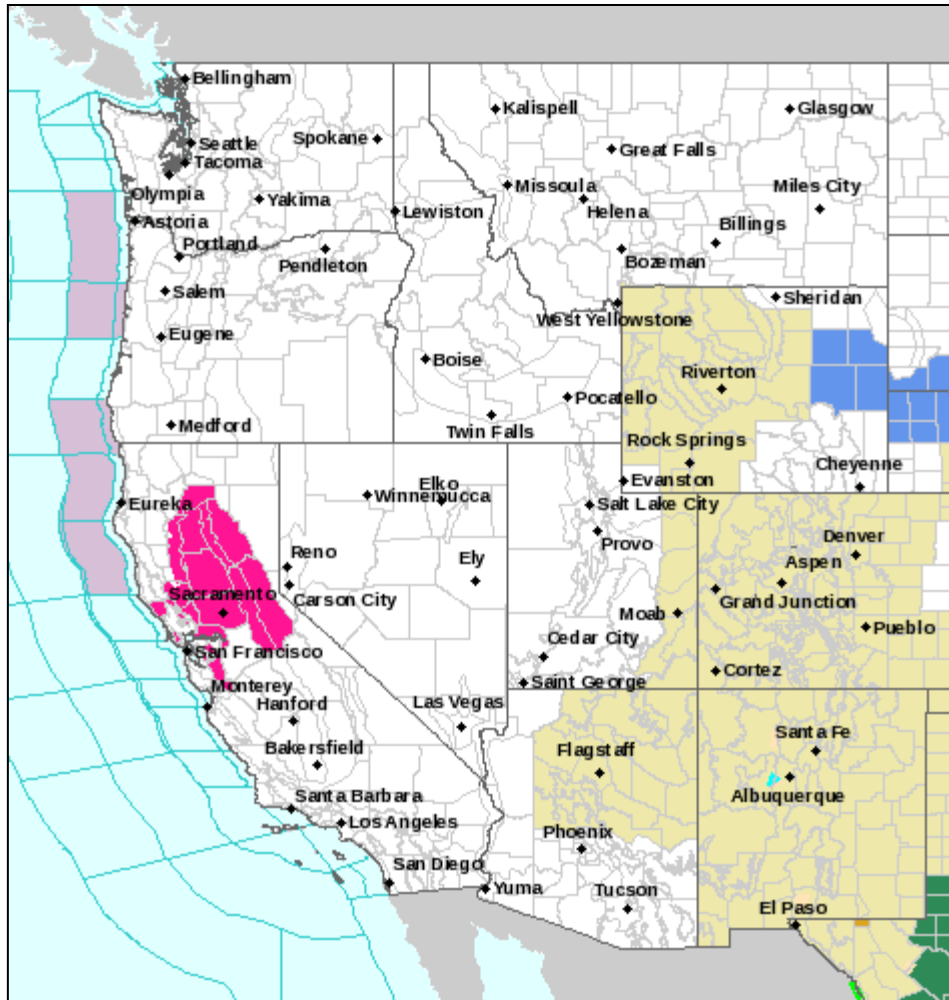 Bellingham
Kalispell
Glasgow
Spokane
Seattle
Great Falls
Tacoma
Olympia
Missoula
Miles City
Yakima
Helena
Lewiston
Astoria
Billings
Portland
Bozeman
Pendleton
Salem
Sheridan
West Yellowstone
Eugene
Boise
Riverton
Pocatello
Medford
Twin Falls
Rock Springs
Cheyenne
Elko
Evanston
Winnemucca
Eureka
Salt Lake City
Denver
Provo
Reno
Ely
Aspen
Sacramento
Carson City
Grand Junction
Moab
Pueblo
Cedar City
San Francisco
Cortez
Saint George
Monterey
Hanford
Las Vegas
Santa Fe
Bakersfield
Flagstaff
Albuquerque
Santa Barbara
Los Angeles
Phoenix
San Diego
Yuma
Tucson
El Paso